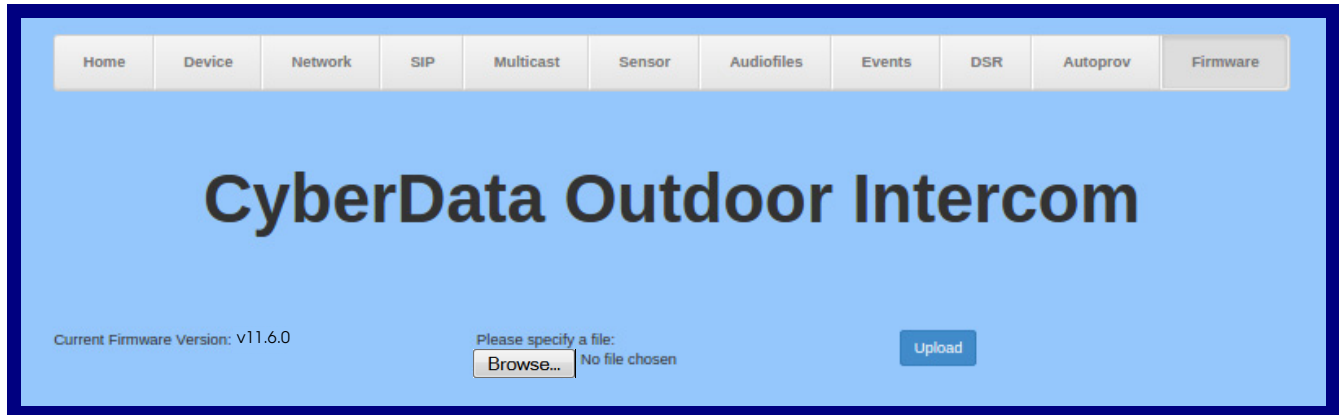 Home Device Network SIP Multicast Sensor Audiofiles Events DSR Autoprov Firmware
CyberData Outdoor Intercom
Current Firmware Version: v11.6.0
Please specify a file:
Browse... No file chosen
Upload